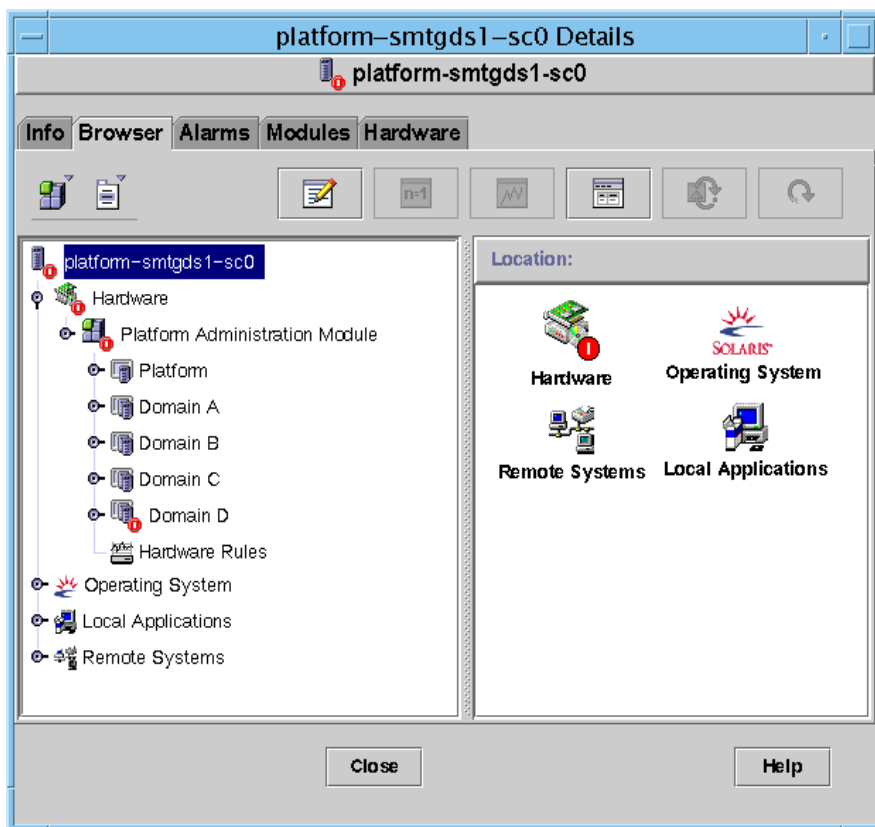 platform–smtgds1–sc0 Details
platform-smtgds1-sc0
Info Browser Alarms Modules Hardware
n=1
platform–smtgds1–sc0
Hardware
Platform Administration Module
Platform
Domain A
Domain B
Domain C
Domain D
Hardware Rules
Operating System
Local Applications
Remote Systems
Location:
Hardware
SOLARIS
Operating System
Remote Systems
Local Applications
Close
Help